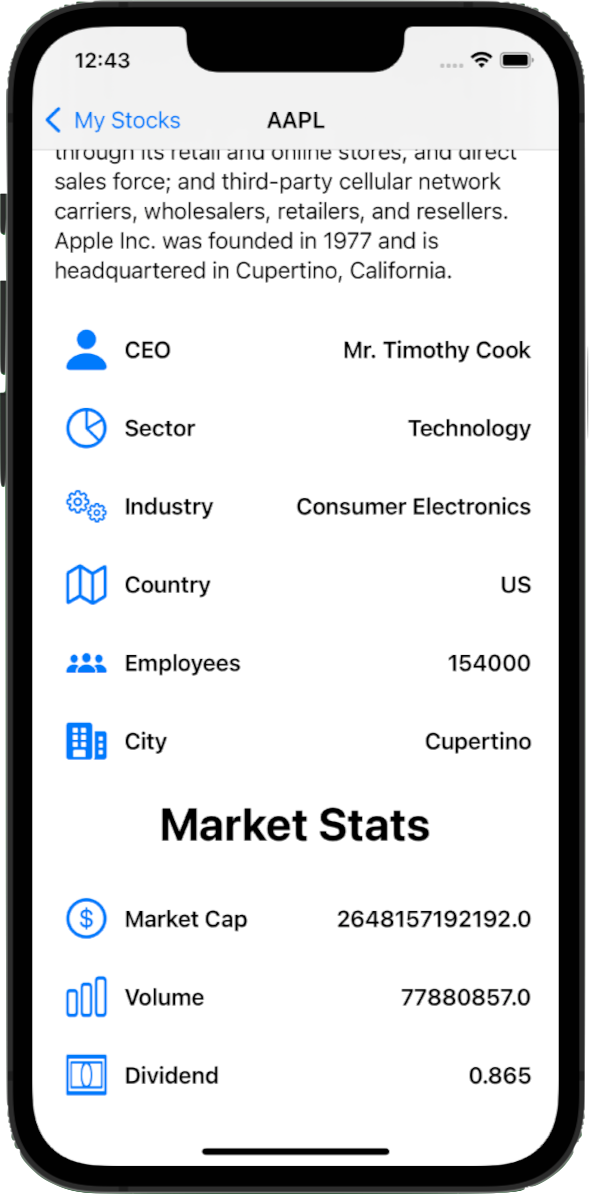 12:43
My Stocks
AAPL
through its retail and online stores, and direct
sales force; and third-party cellular network
carriers, wholesalers, retailers, and resellers.
Apple Inc. was founded in 1977 and is
headquartered in Cupertino, California.
CEO Mr. Timothy Cook
Sector Technology
Industry Consumer Electronics
Country US
Employees 154000
City Cupertino
Market Stats
$ Market Cap 2648157192192.0
Volume 77880857.0
Dividend 0.865